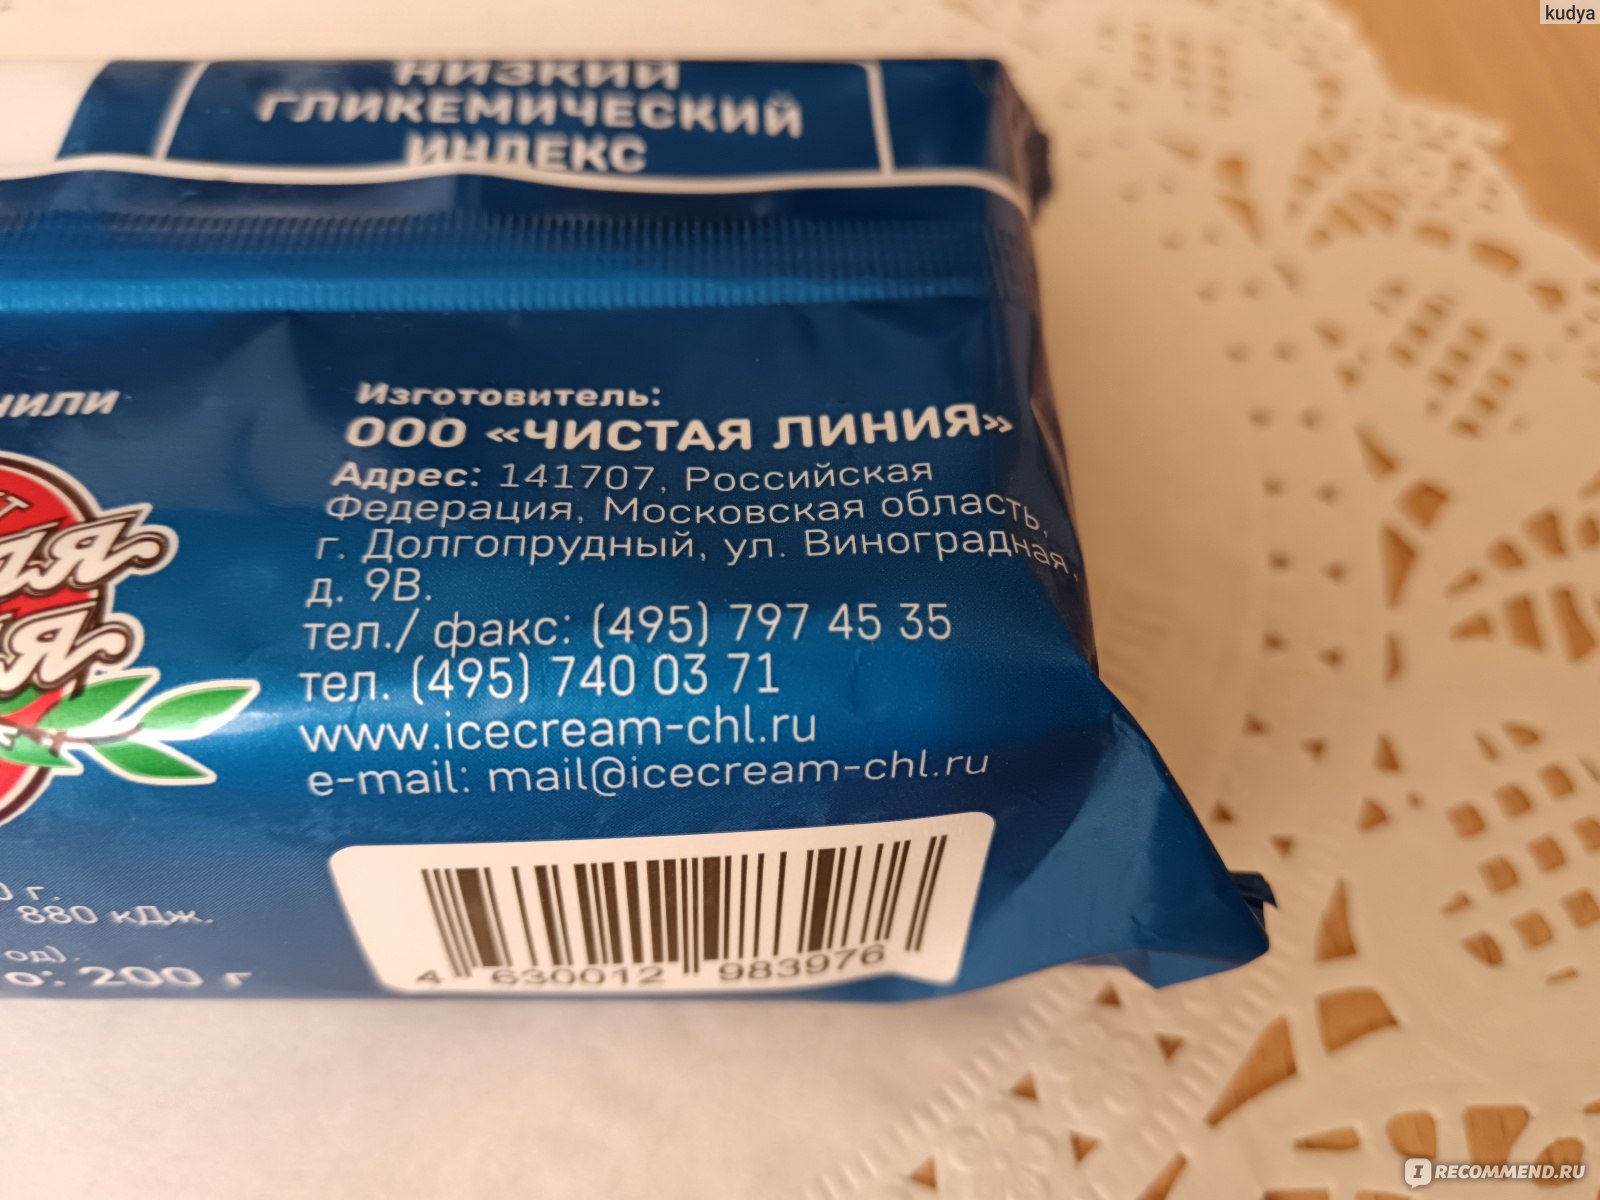 kudya
НИЗКИЙ
ГЛИКЕМИЧЕСКИЙ
ИНДЕКС
Изготовитель:
ООО «ЧИСТАЯ ЛИНИЯ»
Адрес: 141707, Российская
Федерация, Московская область,
г. Долгопрудный, ул. Виноградная,
д. 9В.
тел./ факс: (495) 797 45 35
тел. (495) 740 03 71
www.icecream-chl.ru
e-mail: mail@icecream-chl.ru
г.
880 кДж.
200 г
4 630012 983976
IRECOMMEND.RU